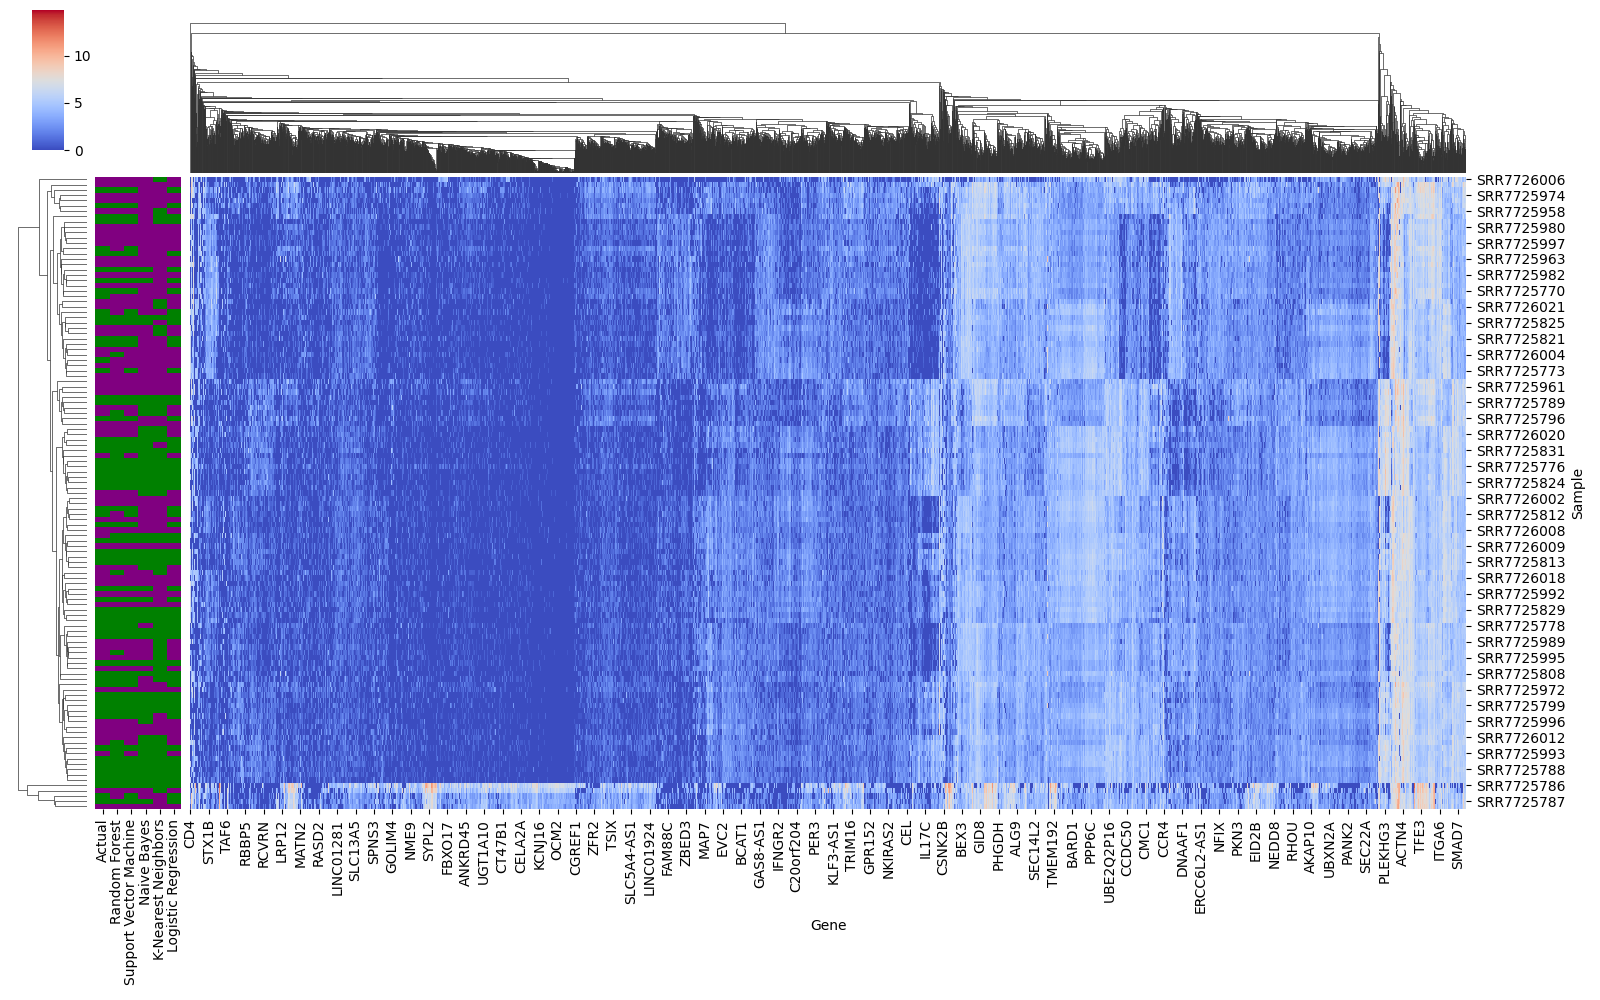 10
5
0
SRR7726006
SRR7725974
SRR7725958
SRR7725980
SRR7725997
SRR7725963
SRR7725982
SRR7725770
SRR7726021
SRR7725825
SRR7725821
SRR7726004
SRR7725773
SRR7725961
SRR7725789
SRR7725796
SRR7726020
SRR7725831
SRR7725776
SRR7725824
SRR7726002
SRR7725812
SRR7726008
SRR7726009
SRR7725813
SRR7726018
SRR7725992
SRR7725829
SRR7725778
SRR7725989
SRR7725995
SRR7725808
SRR7725972
SRR7725799
SRR7725996
SRR7726012
SRR7725993
SRR7725788
SRR7725786
SRR7725787
Sample
Actual
Random Forest
Support Vector Machine
Naive Bayes
K-Nearest Neighbors
Logistic Regression
CD4
STX1B
TAF6
RBBP5
RCVRN
LRP12
MATN2
RASD2
LINC01281
SLC13A5
SPNS3
GOLIM4
NME9
SYPL2
FBXO17
ANKRD45
UGT1A10
CT47B1
CELA2A
KCNJ16
OCM2
CGREF1
ZFR2
TSIX
SLC5A4-AS1
LINC01924
FAM88C
ZBED3
MAP7
EVC2
BCAT1
GAS8-AS1
IFNGR2
C20orf204
PER3
KLF3-AS1
TRIM16
GPR152
NKIRAS2
CEL
IL17C
CSNK2B
BEX3
GID8
PHGDH
ALG9
SEC14L2
TMEM192
BARD1
PPP6C
UBE2Q2P16
CCDC50
CMC1
CCR4
DNAAF1
ERCC6L2-AS1
NFIX
PKN3
EID2B
NEDD8
RHOU
AKAP10
UBXN2A
PANK2
SEC22A
PLEKHG3
ACTN4
TFE3
ITGA6
SMAD7
Gene